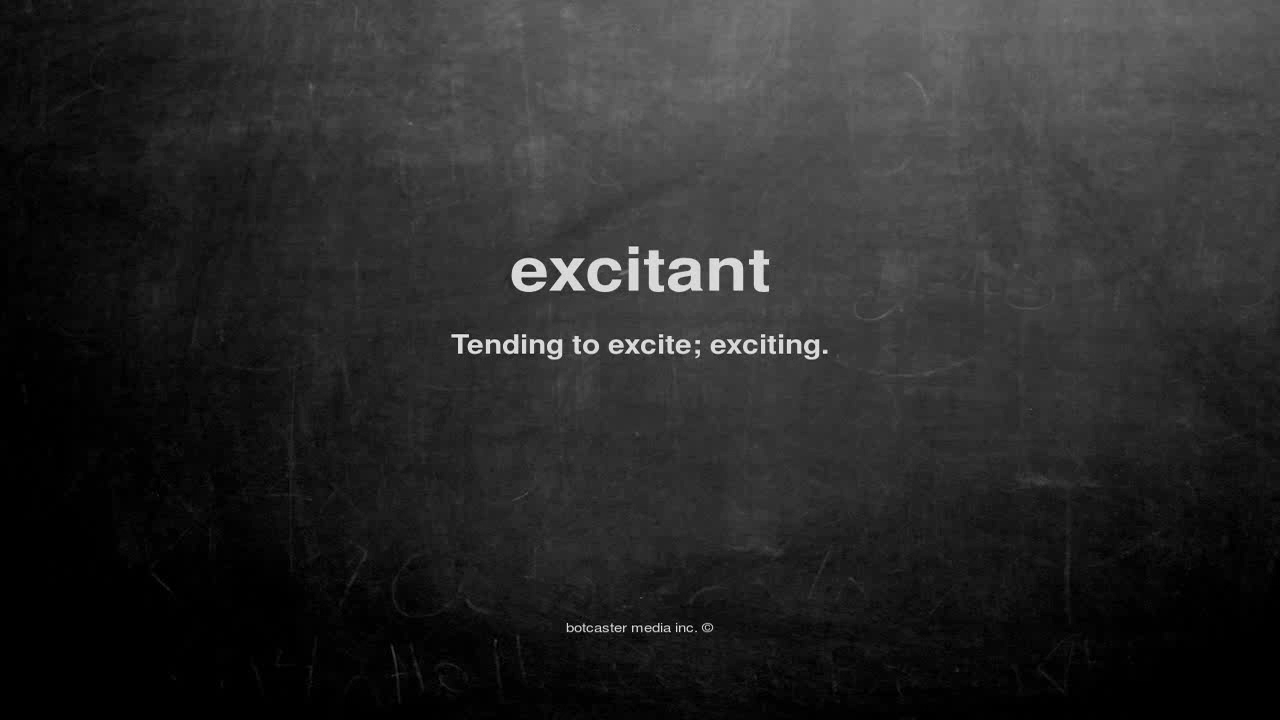 excitant
Tending to excite; exciting.
botcaster media inc. ©